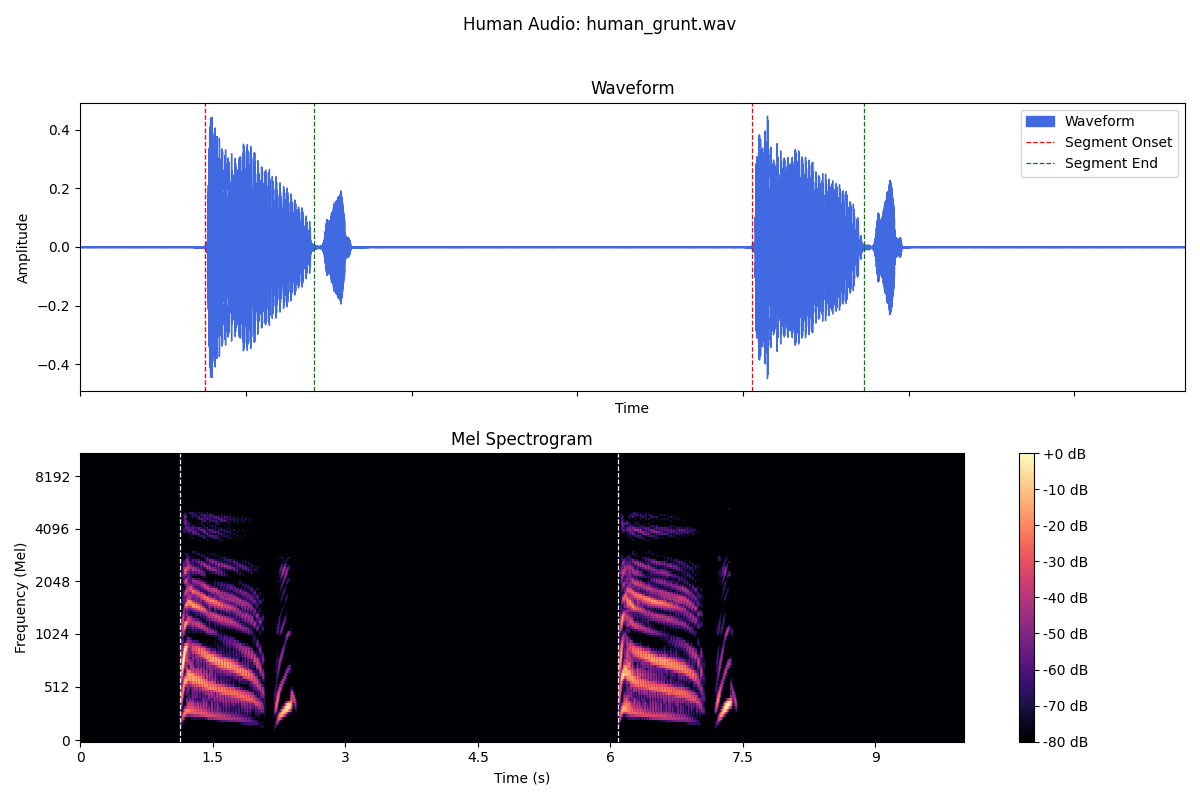 Human Audio: human_grunt.wav
Waveform
0.4
0.2
0.0
−0.2
−0.4
Amplitude
Waveform
Segment Onset
Segment End
Time
Mel Spectrogram
8192
4096
2048
1024
512
0
Frequency (Mel)
0 1.5 3 4.5 6 7.5 9
Time (s)
+0 dB
-10 dB
-20 dB
-30 dB
-40 dB
-50 dB
-60 dB
-70 dB
-80 dB